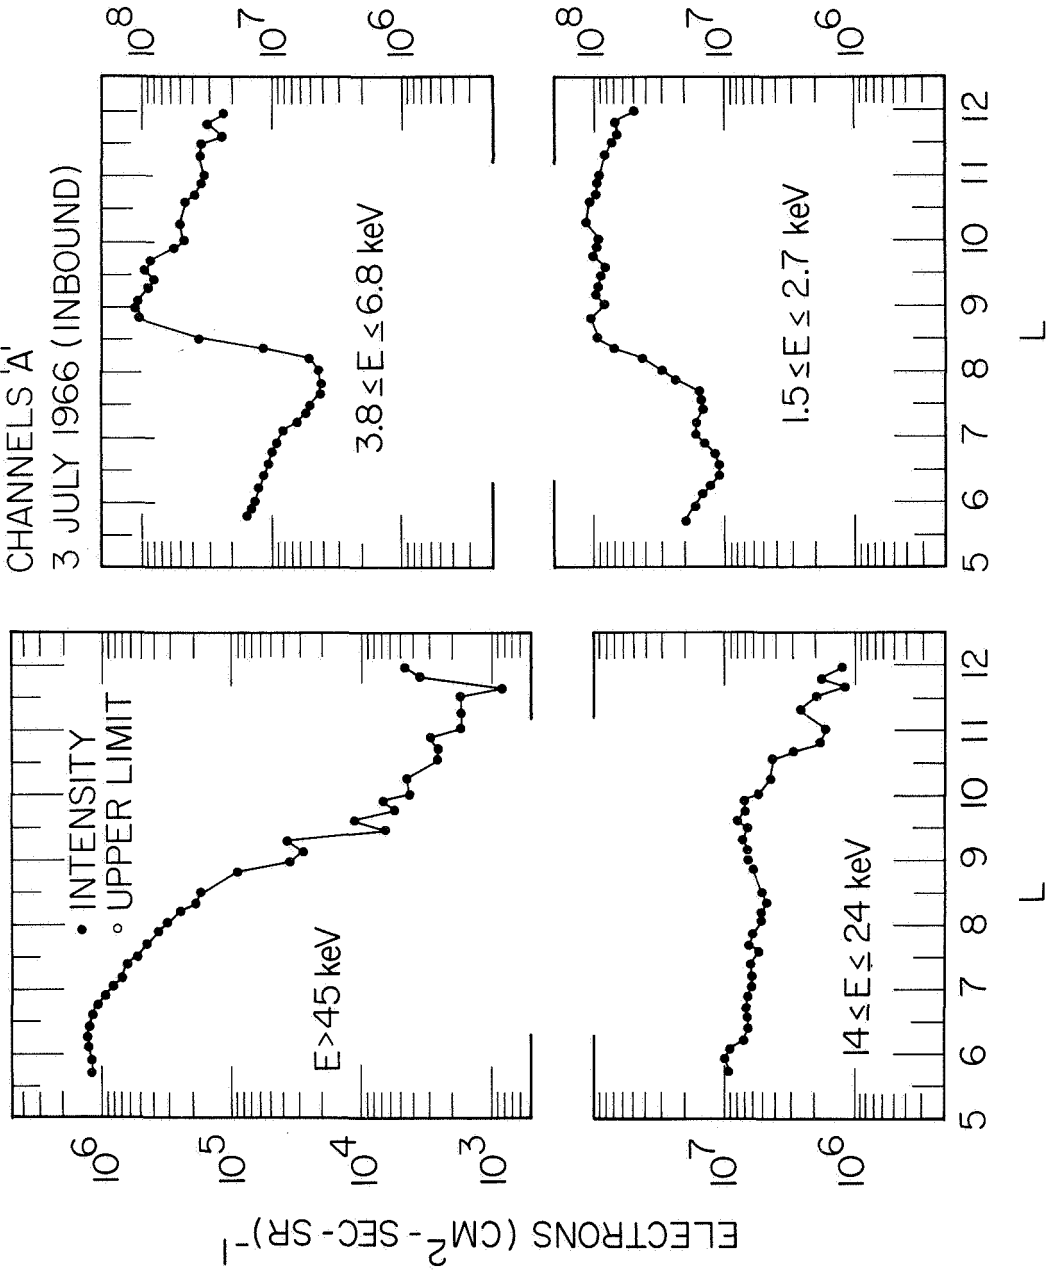 CHANNELS 'A'
3 JULY 1966 (INBOUND)
ELECTRONS (CM²-SEC-SR)⁻¹
10⁶
10⁵
10⁴
10³
● INTENSITY
○ UPPER LIMIT
E>45 keV
10⁸
10⁷
10⁶
3.8≤E≤6.8 keV
10⁷
10⁶
14≤E≤24 keV
5 6 7 8 9 10 11 12
L
10⁸
10⁷
10⁶
1.5≤E≤2.7 keV
5 6 7 8 9 10 11 12
L